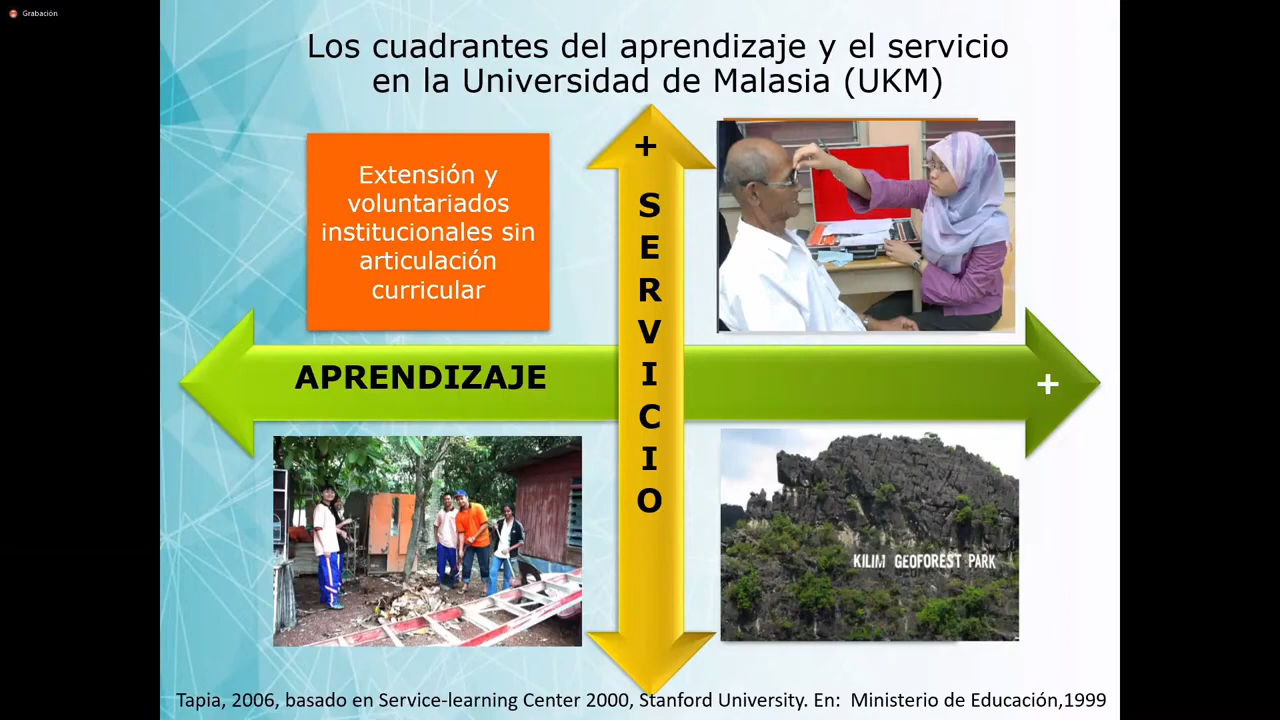 Grabación
Los cuadrantes del aprendizaje y el servicio
en la Universidad de Malasia (UKM)
Extensión y
voluntariados
institucionales sin
articulación
curricular
+
S
E
R
V
I
C
I
O
APRENDIZAJE
+
KILIM GEOFOREST PARK
Tapia, 2006, basado en Service-learning Center 2000, Stanford University. En: Ministerio de Educación,1999